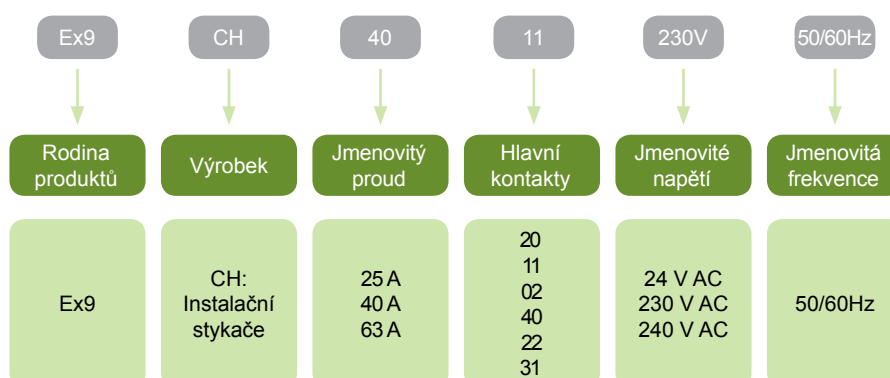 Ex9 CH 40 11 230V 50/60Hz
Rodina produktů
Výrobek
Jmenovitý proud
Hlavní kontakty
Jmenovité napětí
Jmenovitá frekvence
Ex9
CH:
Instalační
stykače
25 A
40 A
63 A
20
11
02
40
22
31
24 V AC
230 V AC
240 V AC
50/60Hz